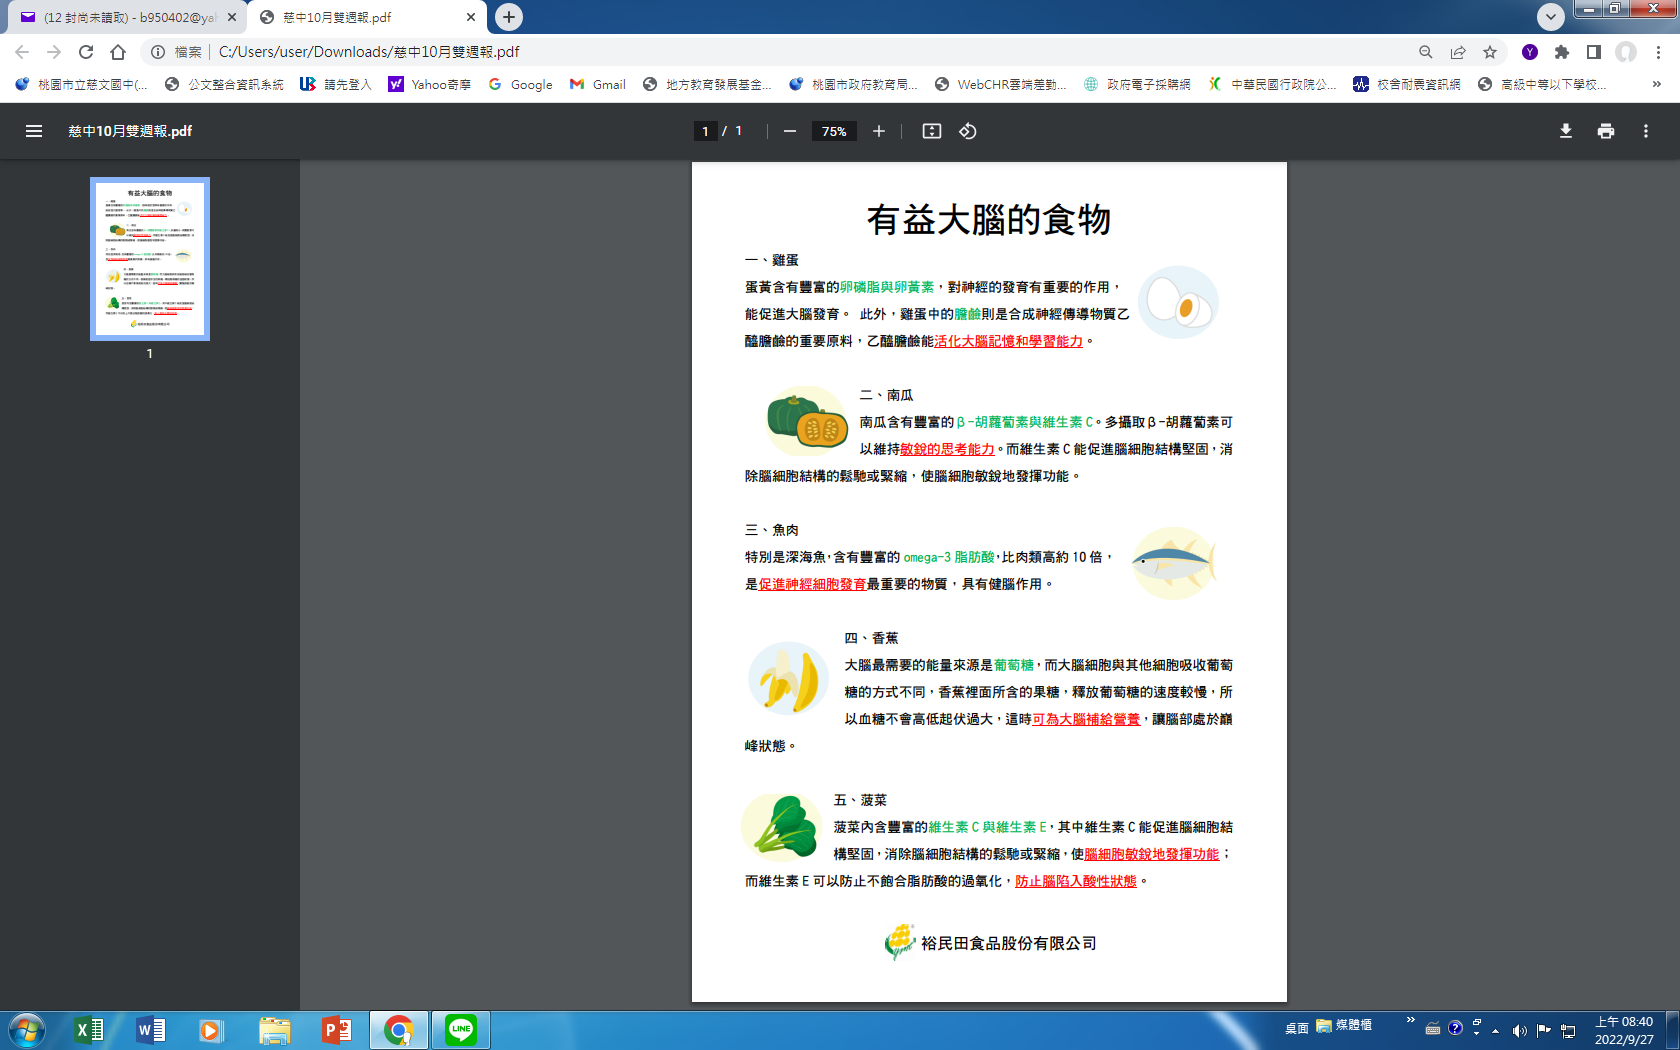 (12 封尚未讀取) - b950402@yah
慈中10月雙週報.pdf
檔案 C:/Users/user/Downloads/慈中10月雙週報.pdf
Y
桃園市立慈文國中(... 公文整合資訊系統 請先登入 Yahoo奇摩 Google Gmail 地方教育發展基金... 桃園市政府教育局... WebCHR雲端差勤... 政府電子採購網 中華民國行政院公... 校舍耐震資訊網 高級中等以下學校... »
慈中10月雙週報.pdf 1 / 1 75%
1
有益大腦的食物
一、雞蛋
蛋黃含有豐富的卵磷脂與卵黃素，對神經的發育有重要的作用，
能促進大腦發育。 此外，雞蛋中的膽鹼則是合成神經傳導物質乙
醯膽鹼的重要原料，乙醯膽鹼能活化大腦記憶和學習能力。
二、南瓜
南瓜含有豐富的β-胡蘿蔔素與維生素 C。多攝取β-胡蘿蔔素可
以維持敏銳的思考能力。而維生素 C 能促進腦細胞結構堅固，消
除腦細胞結構的鬆馳或緊縮，使腦細胞敏銳地發揮功能。
三、魚肉
特別是深海魚，含有豐富的 omega-3 脂肪酸，比肉類高約 10 倍，
是促進神經細胞發育最重要的物質，具有健腦作用。
四、香蕉
大腦最需要的能量來源是葡萄糖，而大腦細胞與其他細胞吸收葡萄
糖的方式不同，香蕉裡面所含的果糖，釋放葡萄糖的速度較慢，所
以血糖不會高低起伏過大，這時可為大腦補給營養，讓腦部處於巔
峰狀態。
五、菠菜
菠菜內含豐富的維生素 C 與維生素 E，其中維生素 C 能促進腦細胞結
構堅固，消除腦細胞結構的鬆馳或緊縮，使腦細胞敏銳地發揮功能；
而維生素 E 可以防止不飽合脂肪酸的過氧化，防止腦陷入酸性狀態。
裕民田食品股份有限公司
桌面 媒體櫃 »
上午 08:40
2022/9/27